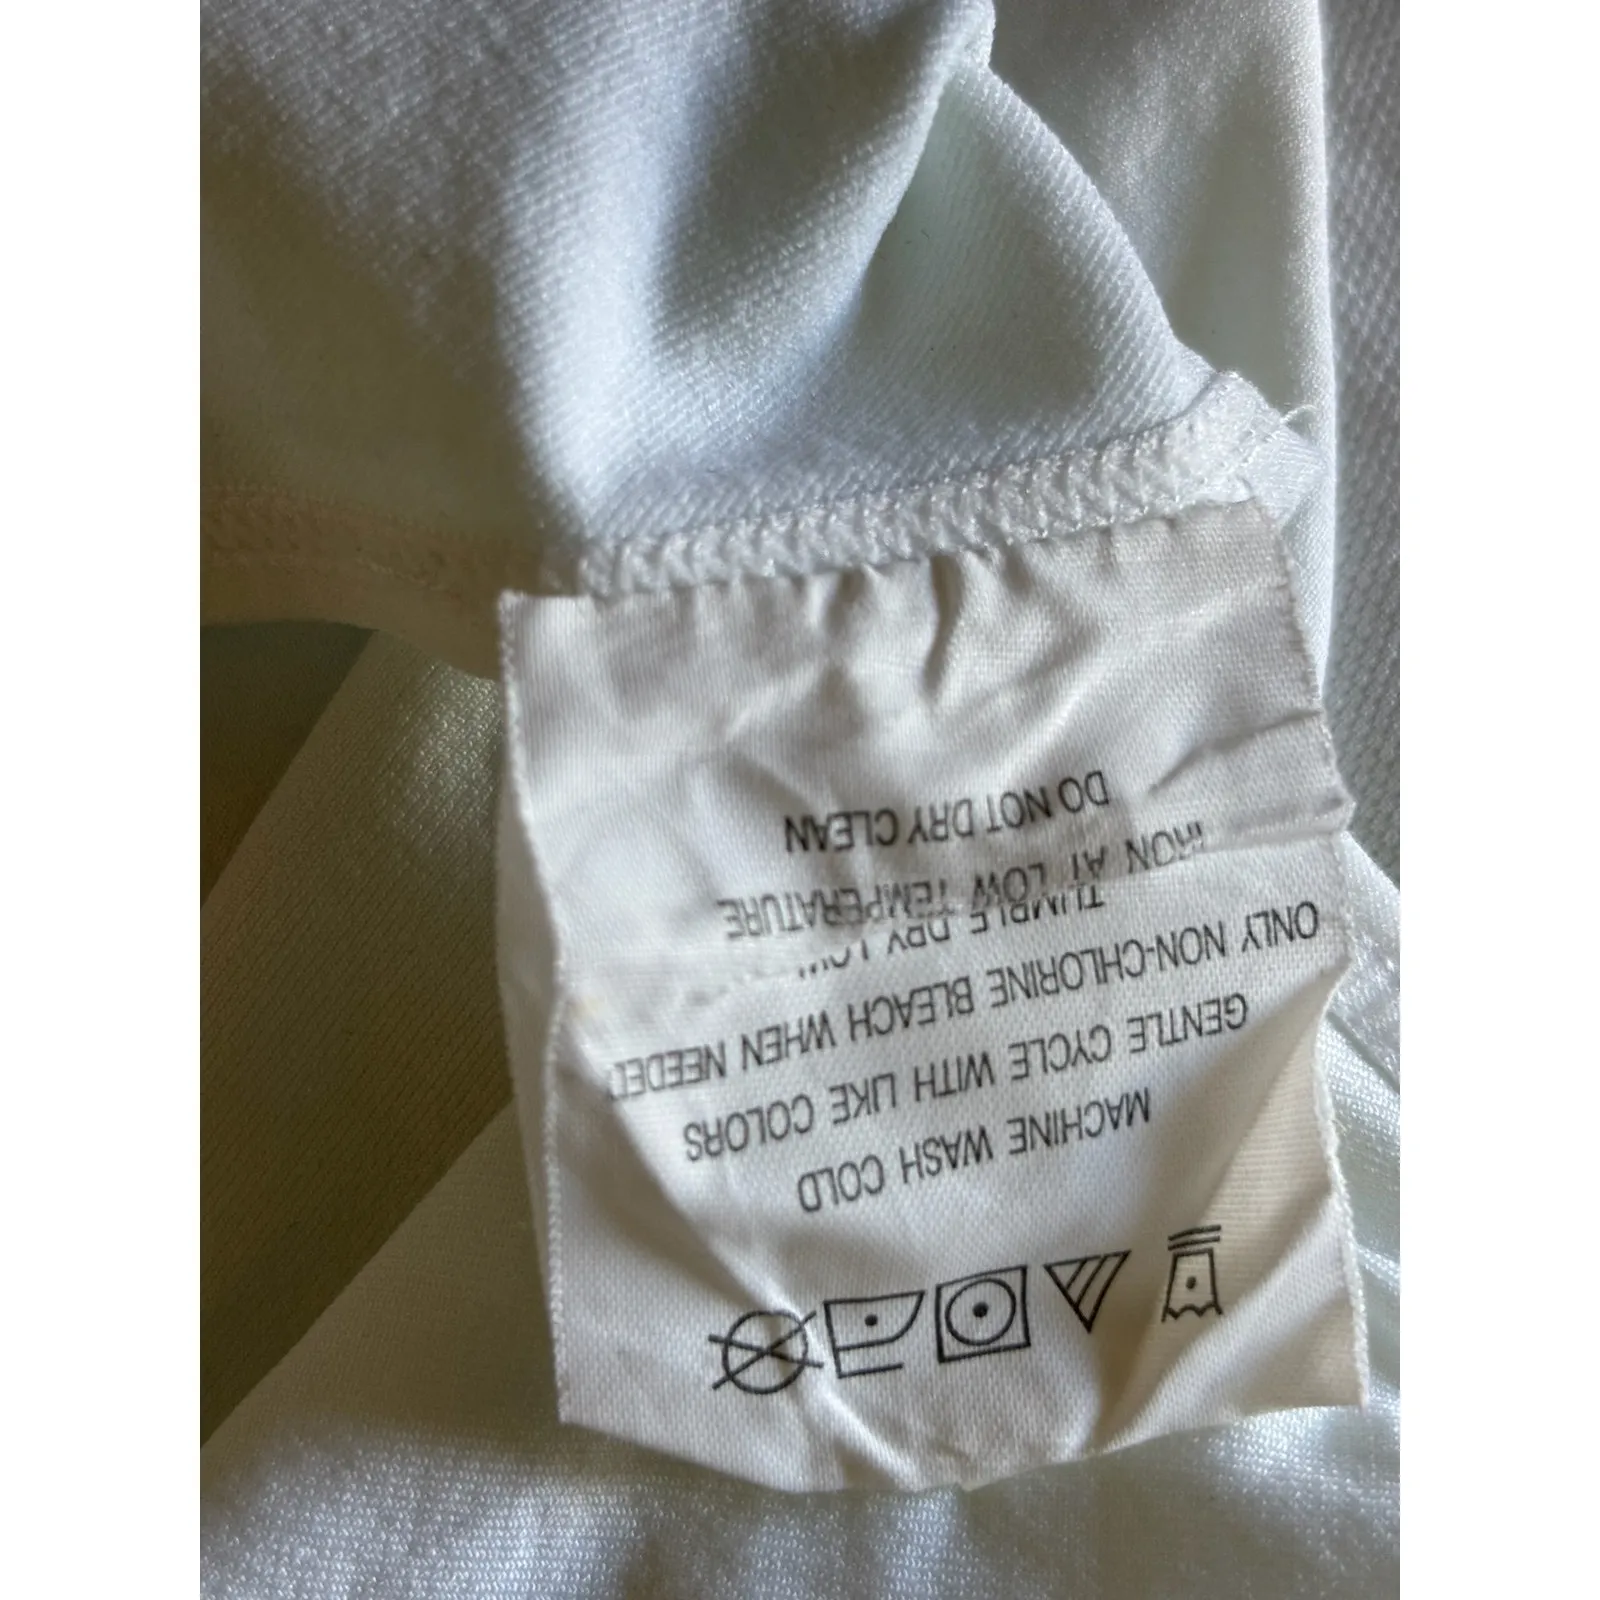 MACHINE WASH COLD
GENTLE CYCLE WITH LIKE COLORS
ONLY NON-CHLORINE BLEACH WHEN NEEDED
TUMBLE DRY LOW
IRON AT LOW TEMPERATURE
DO NOT DRY CLEAN